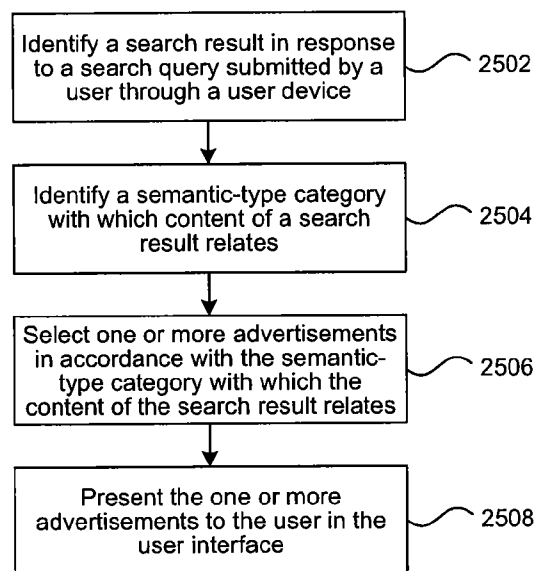 Identify a search result in response
to a search query submitted by a
user through a user device
2502
Identify a semantic-type category
with which content of a search
result relates
2504
Select one or more advertisements
in accordance with the semantic-
type category with which the
content of the search result relates
2506
Present the one or more
advertisements to the user in the
user interface
2508